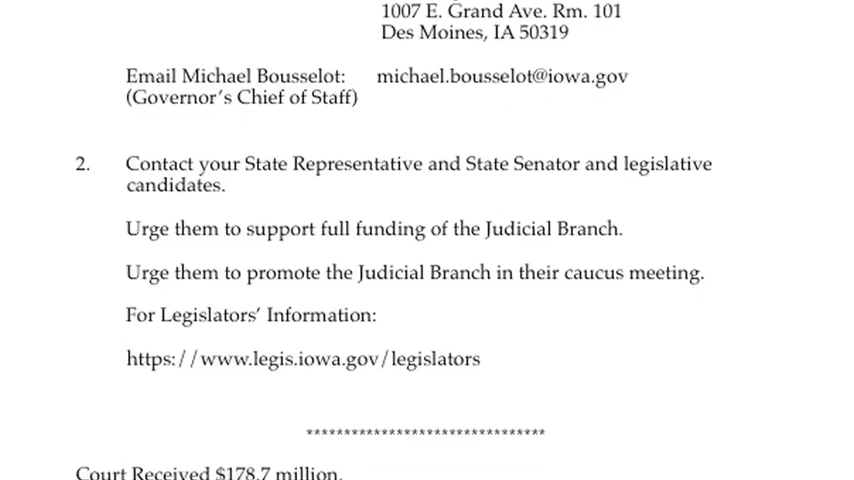 1007 E. Grand Ave. Rm. 101
Des Moines, IA 50319
Email Michael Bousselot: michael.bousselot@iowa.gov
(Governor's Chief of Staff)
2. Contact your State Representative and State Senator and legislative
candidates.
Urge them to support full funding of the Judicial Branch.
Urge them to promote the Judicial Branch in their caucus meeting.
For Legislators' Information:
https://www.legis.iowa.gov/legislators
********************************
Court Received $178.7 million.